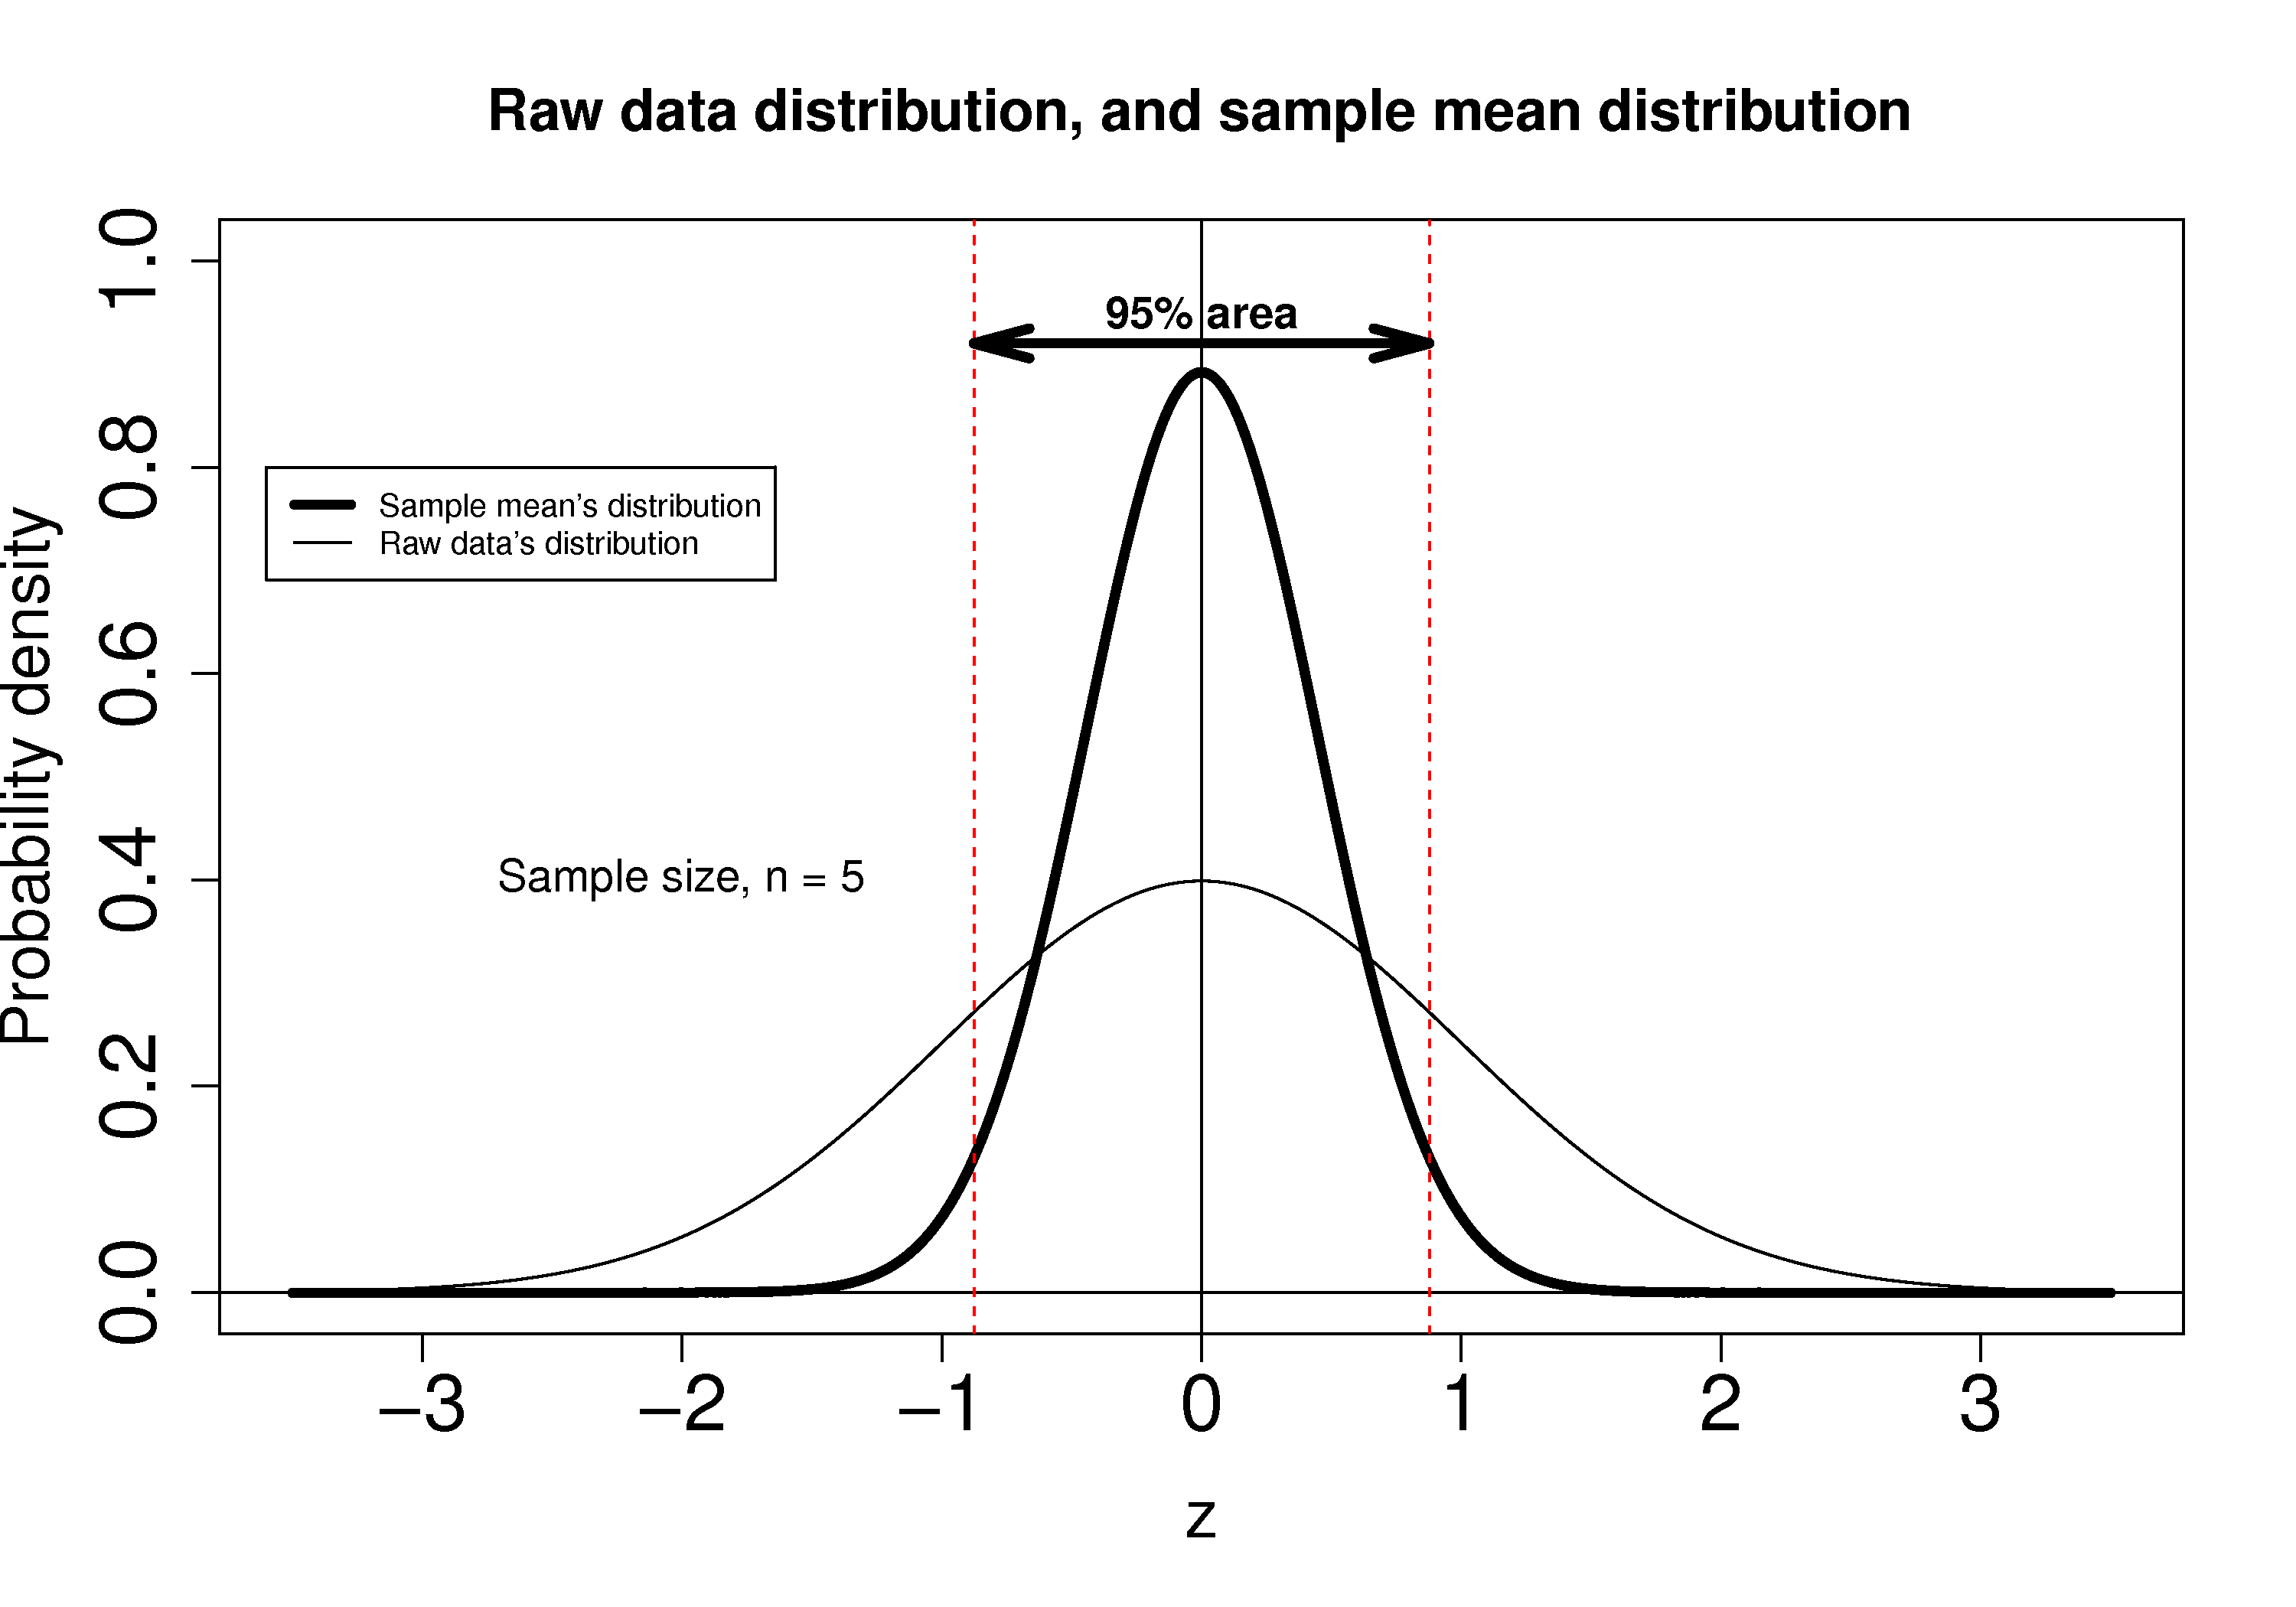 Raw data distribution, and sample mean distribution
1.0
95% area
0.8
Sample mean’s distribution
Raw data’s distribution
0.6
Probability density
Sample size, n = 5
0.4
0.2
0.0
−3 −2 −1 0 1 2 3
z